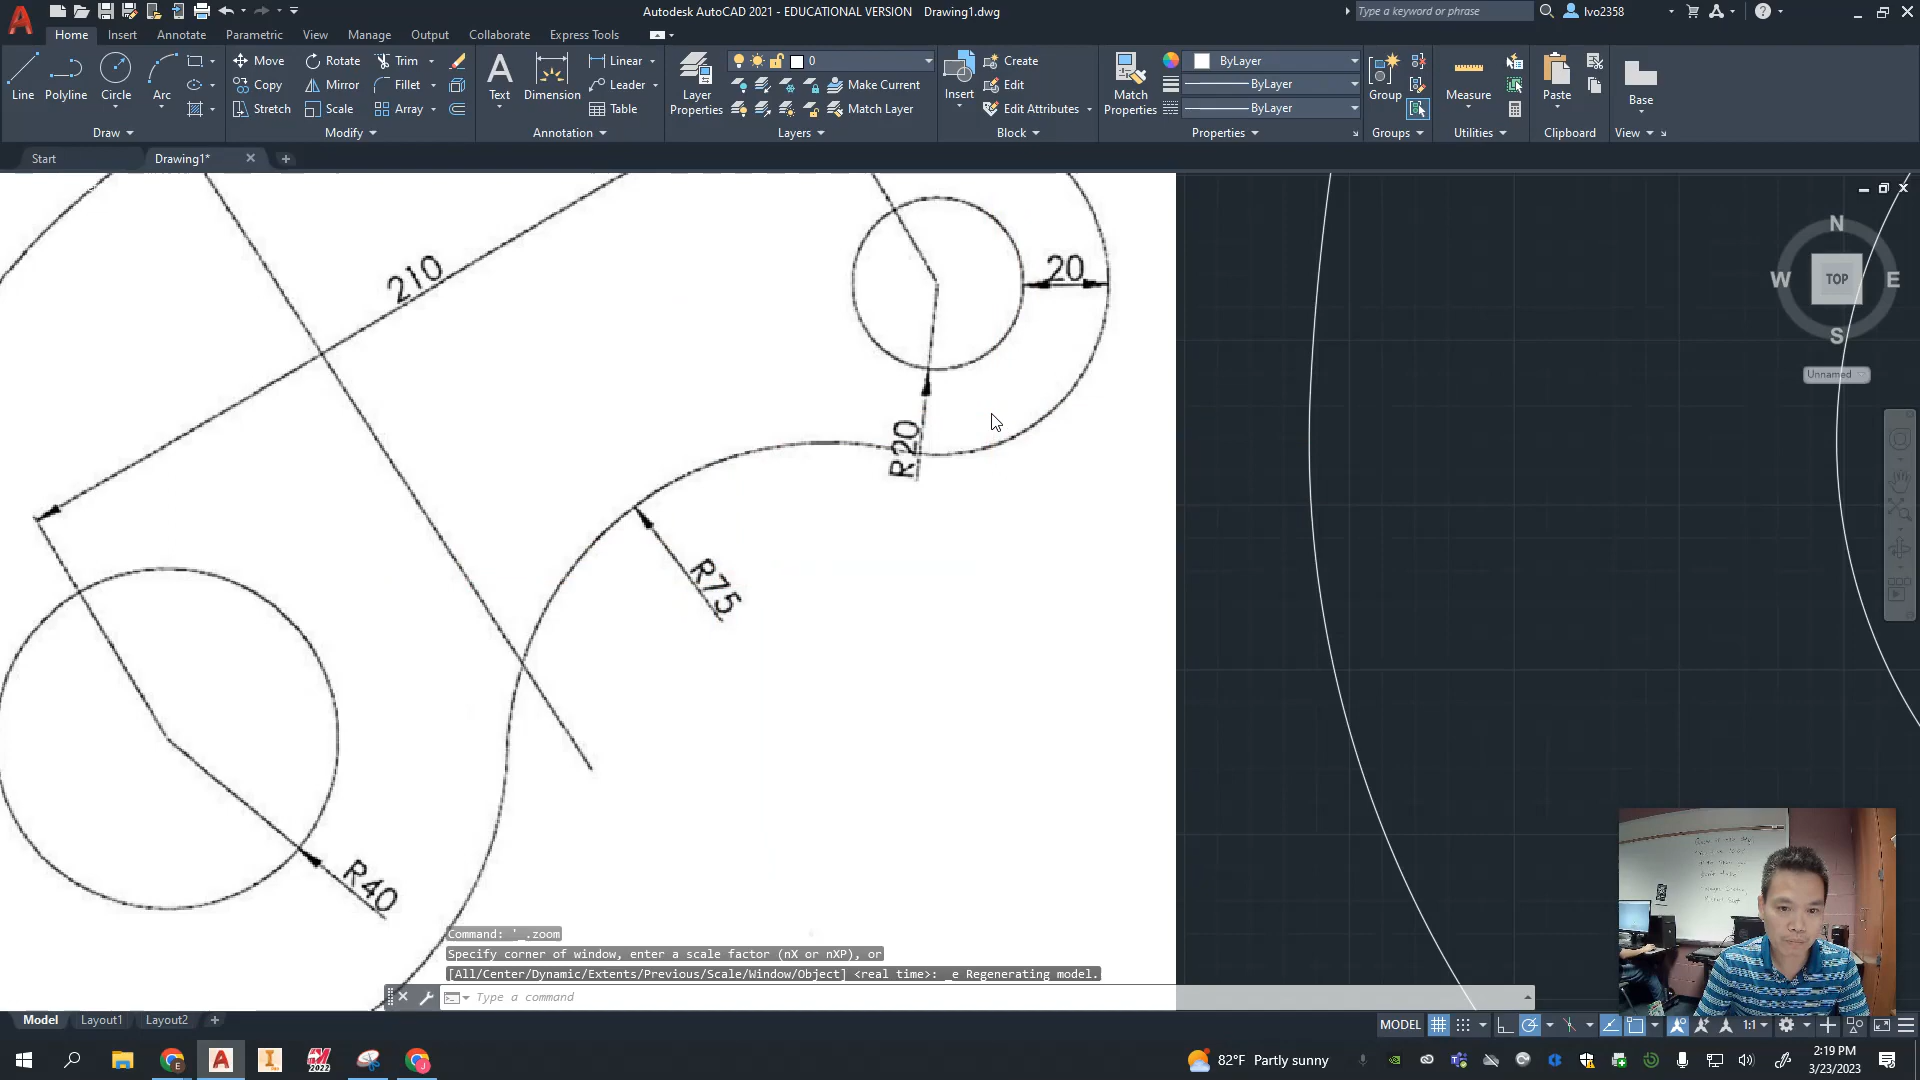 Autodesk AutoCAD 2021 - EDUCATIONAL VERSION Drawing1.dwg
Type a keyword or phrase
lvo2358
Home Insert Annotate Parametric View Manage Output Collaborate Express Tools
Line Polyline Circle Arc
Move Rotate Trim
Copy Mirror Fillet
Stretch Scale Array
Text Dimension
Linear
Leader
Table
Layer Properties
0
Make Current
Match Layer
Insert
Create
Edit
Edit Attributes
Match Properties
ByLayer
ByLayer
ByLayer
Group
Measure
Paste
Base
Draw Modify Annotation Layers Block Properties Groups Utilities Clipboard View
Start Drawing1*
210
20
R20
R75
R40
N
W TOP E
S
Unnamed
Command: '_.zoom
Specify corner of window, enter a scale factor (nX or nXP), or
[All/Center/Dynamic/Extents/Previous/Scale/Window/Object] <real time>: _e Regenerating model.
Type a command
Model Layout1 Layout2
MODEL
1:1
82°F Partly sunny
2:19 PM
3/23/2023